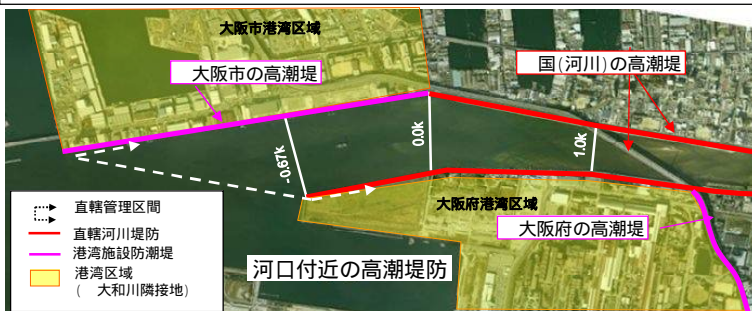 大阪市港湾区域
大阪市の高潮堤
国(河川)の高潮堤
-0.67k
0.0k
1.0k
大阪府港湾区域
大阪府の高潮堤
河口付近の高潮堤防
直轄管理区間
直轄河川堤防
港湾施設防潮堤
港湾区域
( 大和川隣接地)